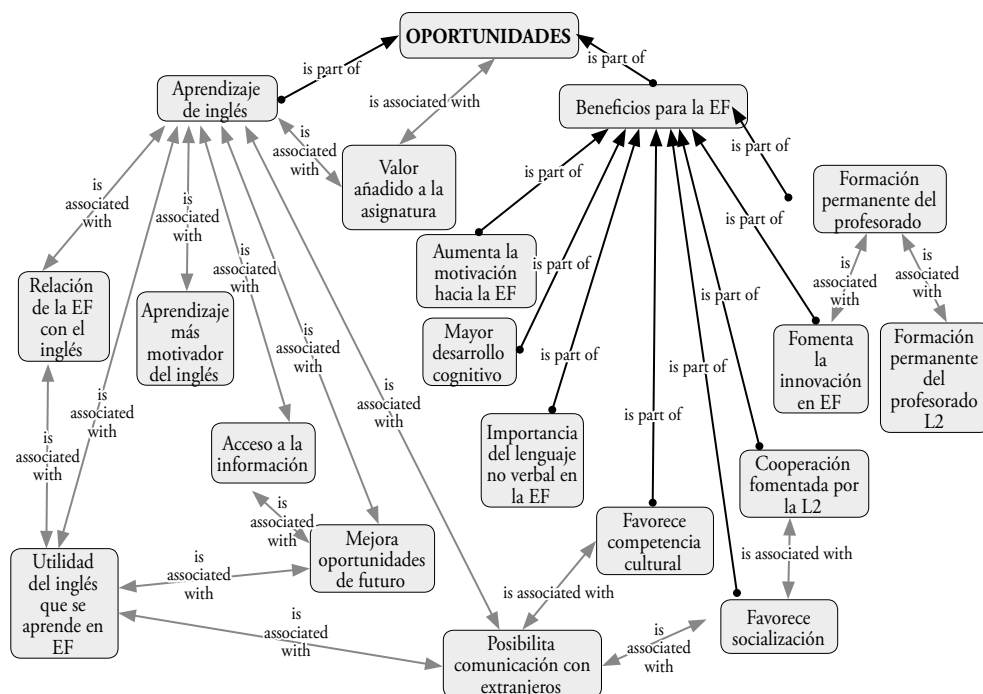 OPORTUNIDADES
is part of
is part of
Aprendizaje
de inglés
is associated with
Beneficios para la EF
is
associated
with
Valor
añadido a la
asignatura
is part of
is part of
Formación
permanente del
profesorado
is
associated
with
is
associated
with
is
associated
with
is
associated
with
is part of
Aumenta la
motivación
hacia la EF
is part of
is
associated
with
is
associated
with
Relación
de la EF
con el
inglés
Aprendizaje
más
motivador
del inglés
is
associated
with
Mayor
desarrollo
cognitivo
is part of
is part of
is part of
Fomenta
la
innovación
en EF
Formación
permanente
del
profesorado
L2
is
associated
with
is
associated
with
is
associated
with
Acceso a la
información
Importancia
del lenguaje
no verbal en
la EF
is part of
Cooperación
fomentada por
la L2
is
associated
with
Mejora
oportunidades
de futuro
Favorece
competencia
cultural
is associated with
Utilidad
del inglés
que se
aprende en
EF
is
associated
with
is associated with
is
associated
with
Posibilita
comunicación con
extranjeros
is
associated
with
Favorece
socialización